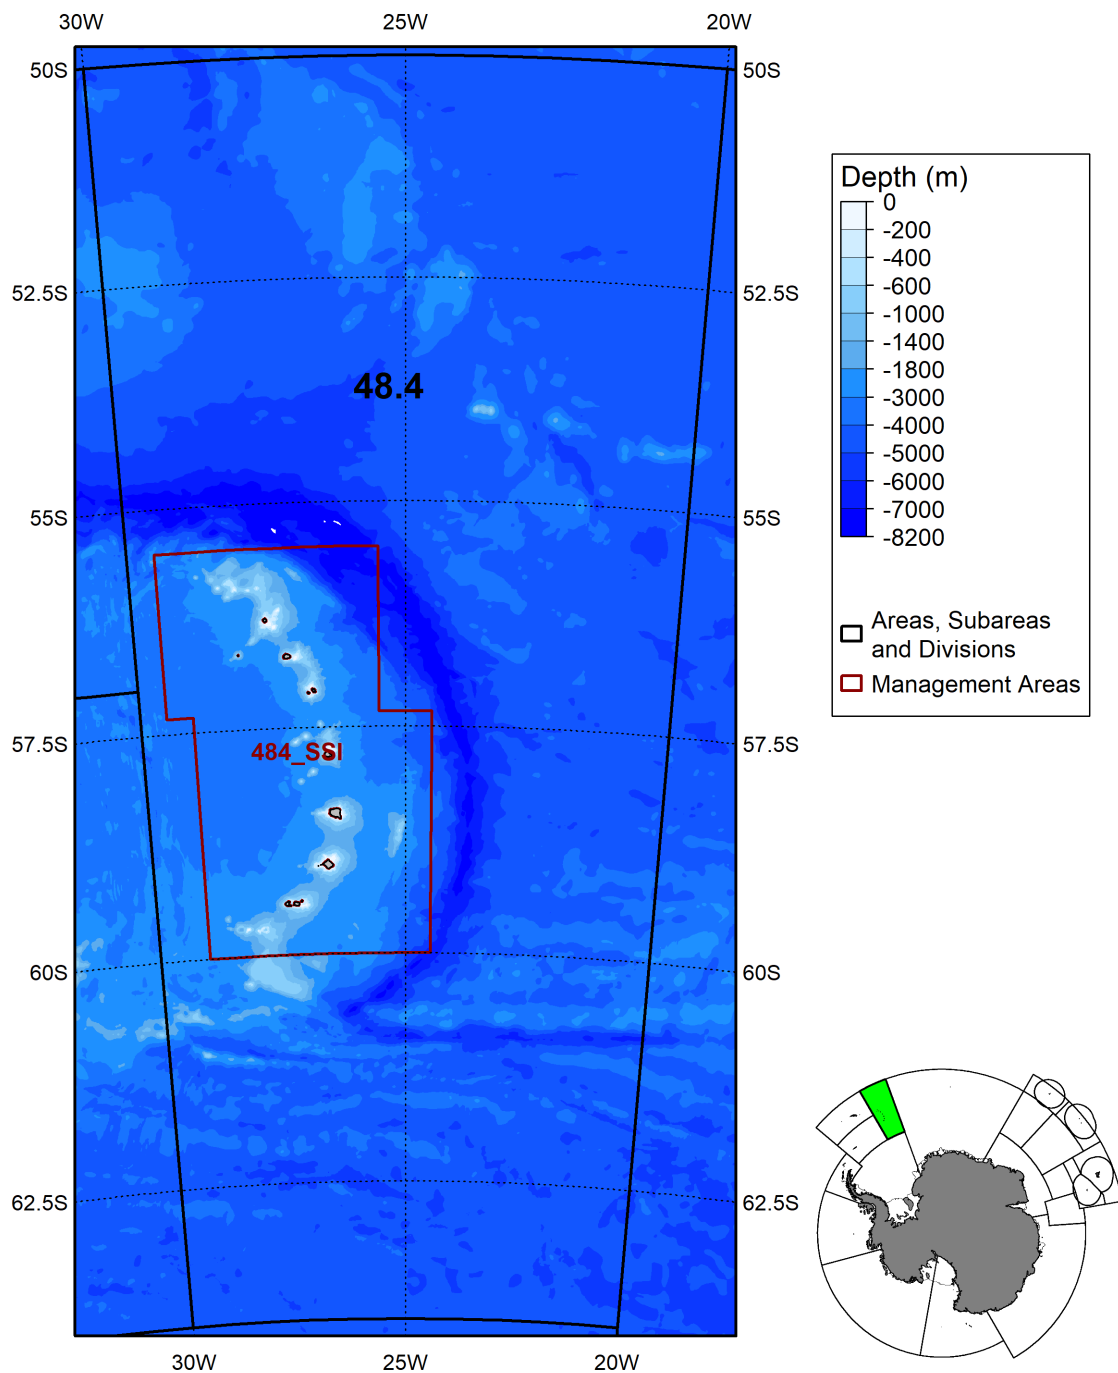 30W 25W 20W
50S 50S
52.5S 52.5S
48.4
55S 55S
57.5S 57.5S
484_SSI
60S 60S
62.5S 62.5S
30W 25W 20W
Depth (m)
0
-200
-400
-600
-1000
-1400
-1800
-3000
-4000
-5000
-6000
-7000
-8200
Areas, Subareas
and Divisions
Management Areas